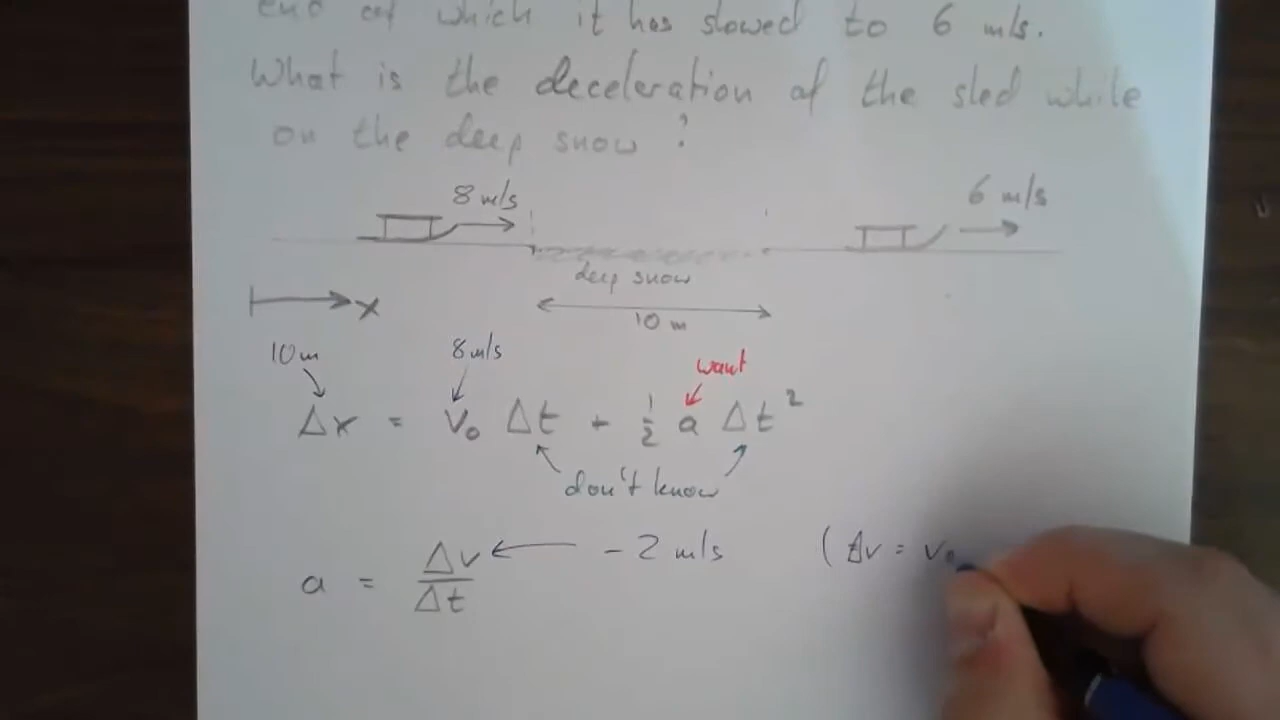 end of which it has slowed to 6 m/s.
What is the deceleration of the sled while
on the deep snow ?
8 m/s
6 m/s
deep snow
10 m
x
10m
8 m/s
want
Δx = v₀ Δt + 1/2 a Δt²
don't know
a = Δv/Δt ← - 2 m/s (Δv = v